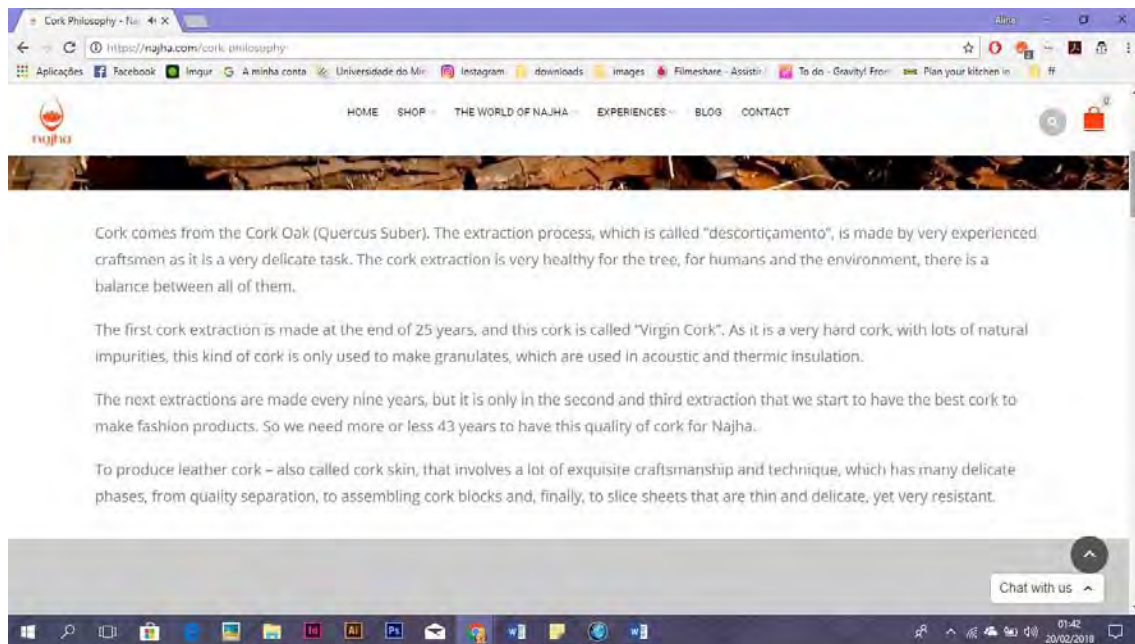 Cork Philosophy - Na
Alina
https://najha.com/cork-philosophy
Aplicações Facebook Imgur A minha conta Universidade do Min Instagram downloads images Filmeshare - Assistir To do - Gravity! From Plan your kitchen in ff
najha
HOME SHOP THE WORLD OF NAJHA EXPERIENCES BLOG CONTACT
0
Cork comes from the Cork Oak (Quercus Suber). The extraction process, which is called "descortiçamento", is made by very experienced
craftsmen as it is a very delicate task. The cork extraction is very healthy for the tree, for humans and the environment, there is a
balance between all of them.
The first cork extraction is made at the end of 25 years, and this cork is called "Virgin Cork". As it is a very hard cork, with lots of natural
impurities, this kind of cork is only used to make granulates, which are used in acoustic and thermic insulation.
The next extractions are made every nine years, but it is only in the second and third extraction that we start to have the best cork to
make fashion products. So we need more or less 43 years to have this quality of cork for Najha.
To produce leather cork – also called cork skin, that involves a lot of exquisite craftsmanship and technique, which has many delicate
phases, from quality separation, to assembling cork blocks and, finally, to slice sheets that are thin and delicate, yet very resistant.
Chat with us
Id Ai Ps
01:42
20/02/2018